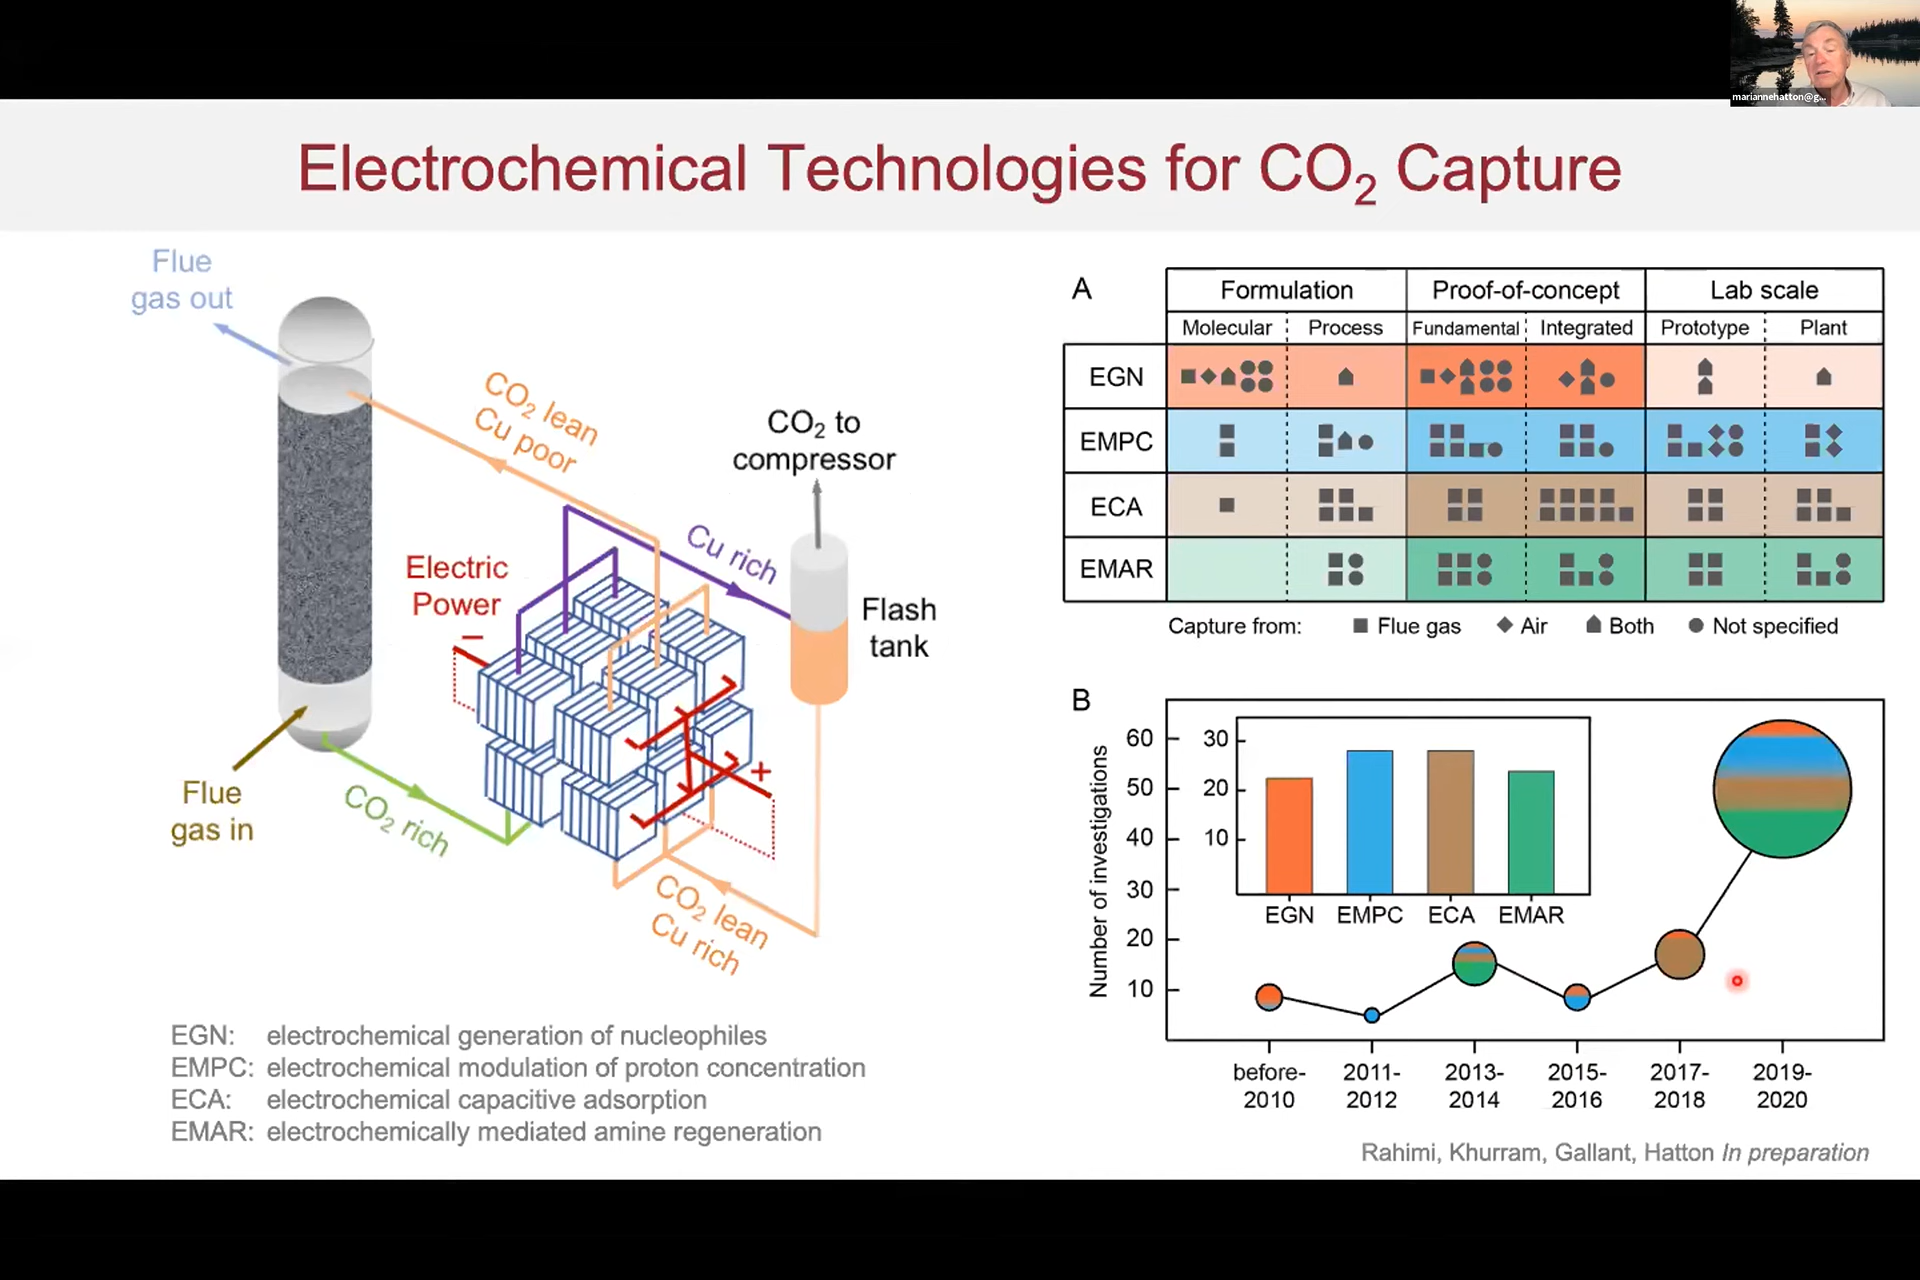 mariannehatton@g...
Electrochemical Technologies for CO₂ Capture
Flue
gas out
CO₂ lean
Cu poor
CO₂ to
compressor
Cu rich
Electric
Power
−
Flash
tank
+
Flue
gas in
CO₂ rich
CO₂ lean
Cu rich
EGN: electrochemical generation of nucleophiles
EMPC: electrochemical modulation of proton concentration
ECA: electrochemical capacitive adsorption
EMAR: electrochemically mediated amine regeneration
A
Formulation Proof-of-concept Lab scale
Molecular Process Fundamental Integrated Prototype Plant
EGN
EMPC
ECA
EMAR
Capture from: Flue gas Air Both Not specified
B
Number of investigations
60
50
40
30
20
10
30
20
10
EGN EMPC ECA EMAR
before- 2011- 2013- 2015- 2017- 2019-
2010 2012 2014 2016 2018 2020
Rahimi, Khurram, Gallant, Hatton In preparation